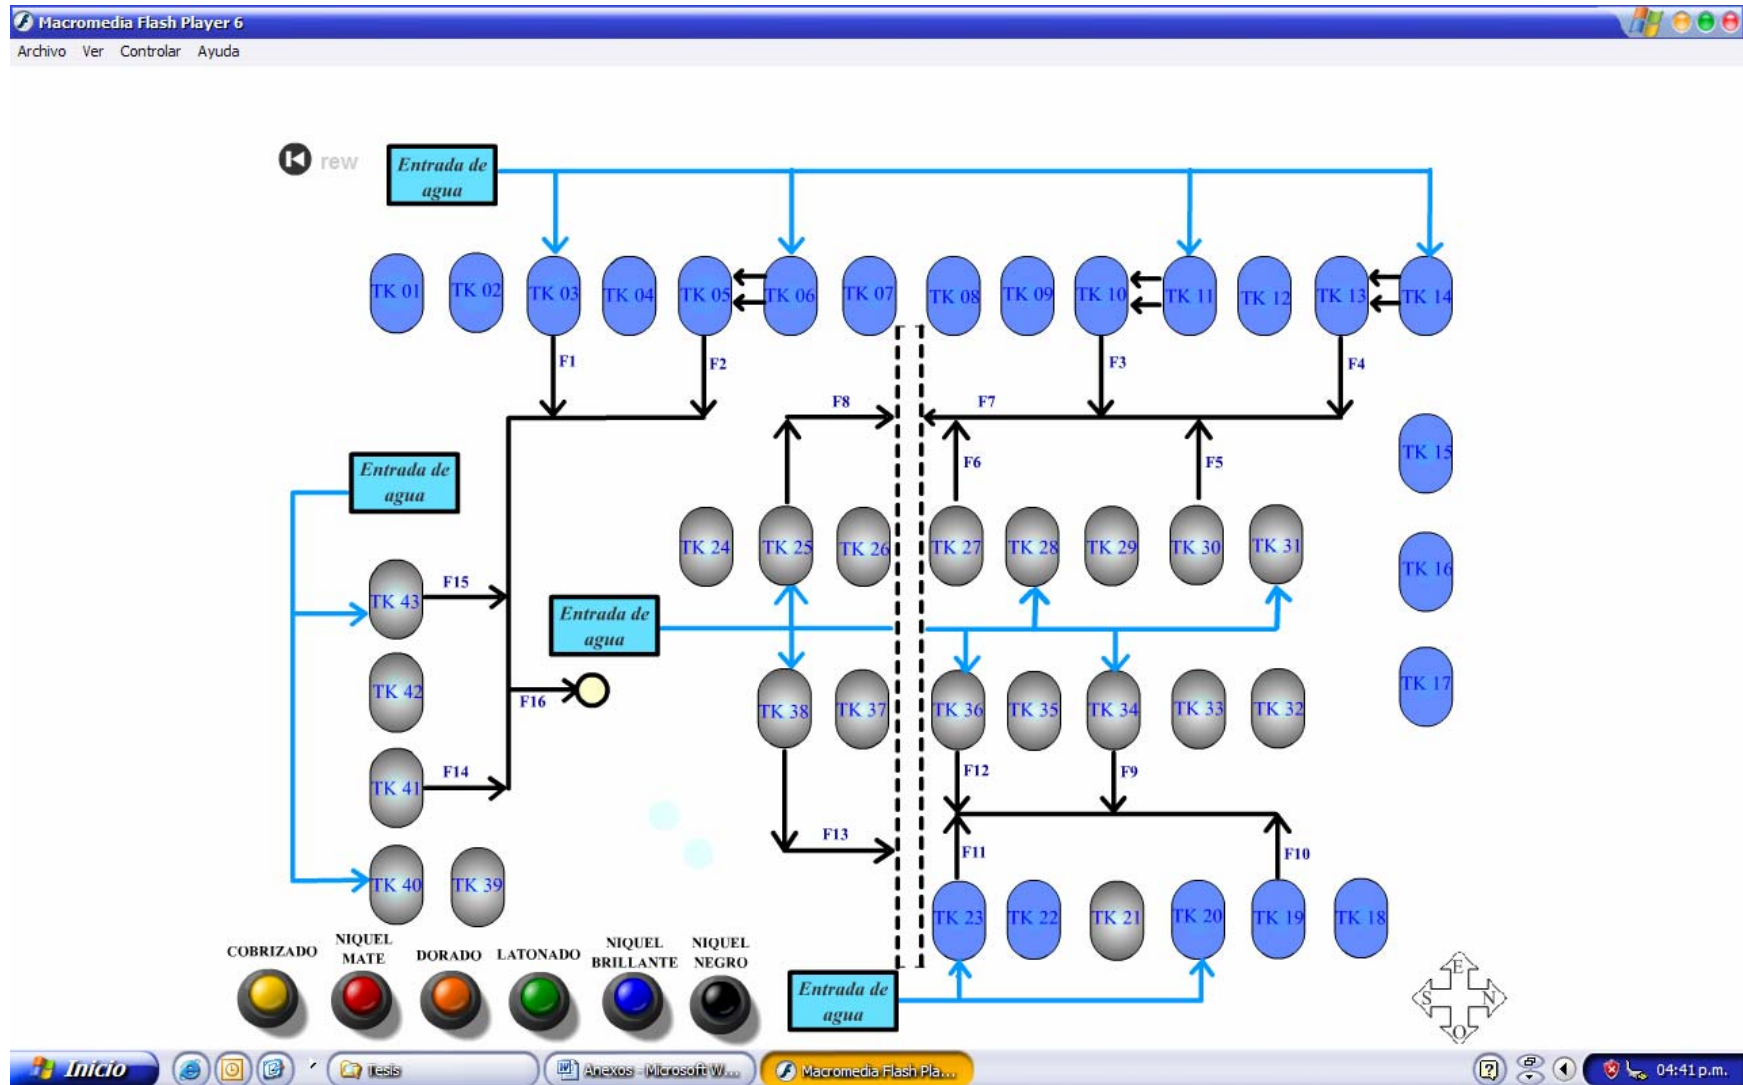 Macromedia Flash Player 6
Archivo Ver Controlar Ayuda
rew
Entrada de
agua
TK 01 TK 02 TK 03 TK 04 TK 05 TK 06 TK 07 TK 08 TK 09 TK 10 TK 11 TK 12 TK 13 TK 14
F1 F2 F3 F4
F8 F7
TK 15
Entrada de
agua
F6 F5
TK 24 TK 25 TK 26 TK 27 TK 28 TK 29 TK 30 TK 31
TK 16
F15
TK 43
Entrada de
agua
TK 42
F16
TK 38 TK 37 TK 36 TK 35 TK 34 TK 33 TK 32
TK 17
F14
TK 41
F12 F9
F13
F11 F10
TK 40 TK 39
TK 23 TK 22 TK 21 TK 20 TK 19 TK 18
COBRIZADO
NIQUEL
MATE
DORADO
LATONADO
NIQUEL
BRILLANTE
NIQUEL
NEGRO
Entrada de
agua
E
S N
O
Inicio
Tesis
Anexos - Microsoft W...
Macromedia Flash Pla...
04:41 p.m.